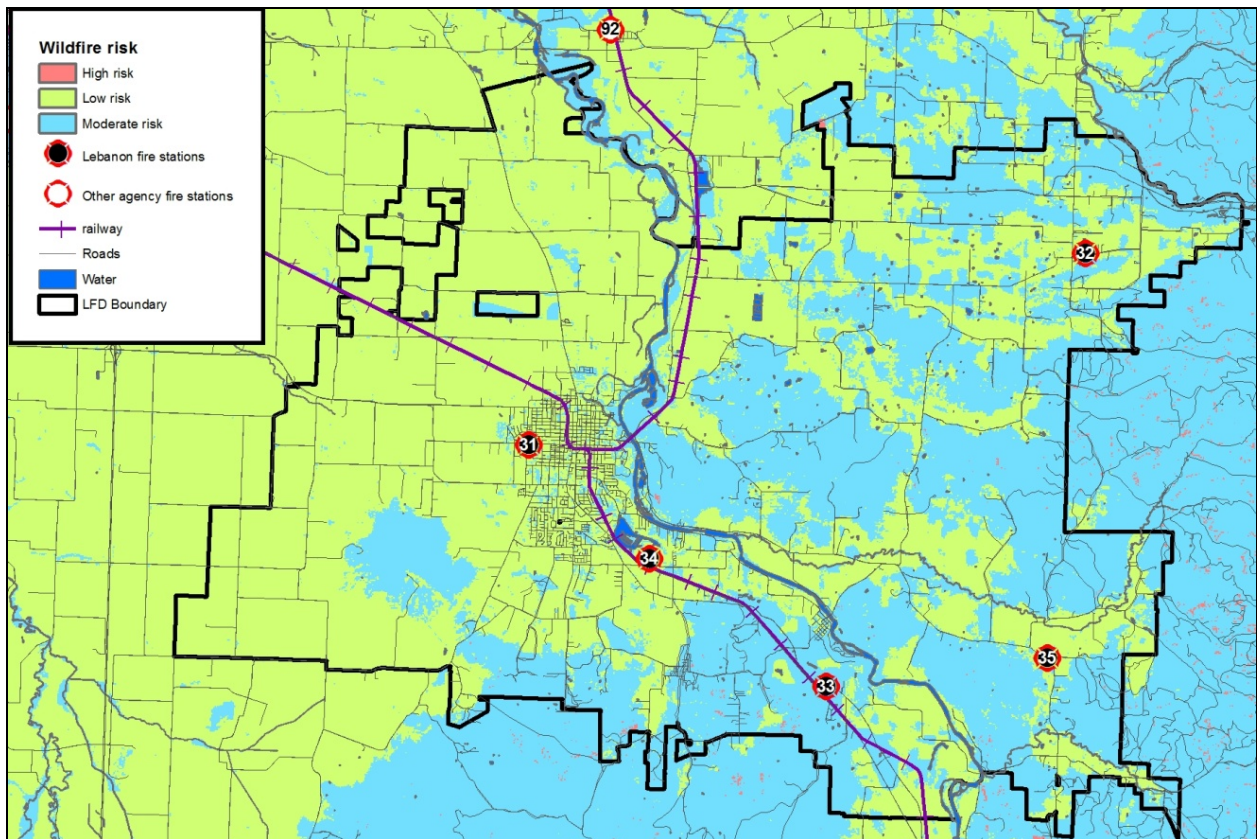 Wildfire risk
High risk
Low risk
Moderate risk
Lebanon fire stations
Other agency fire stations
railway
Roads
Water
LFD Boundary
92
32
31
34
35
33